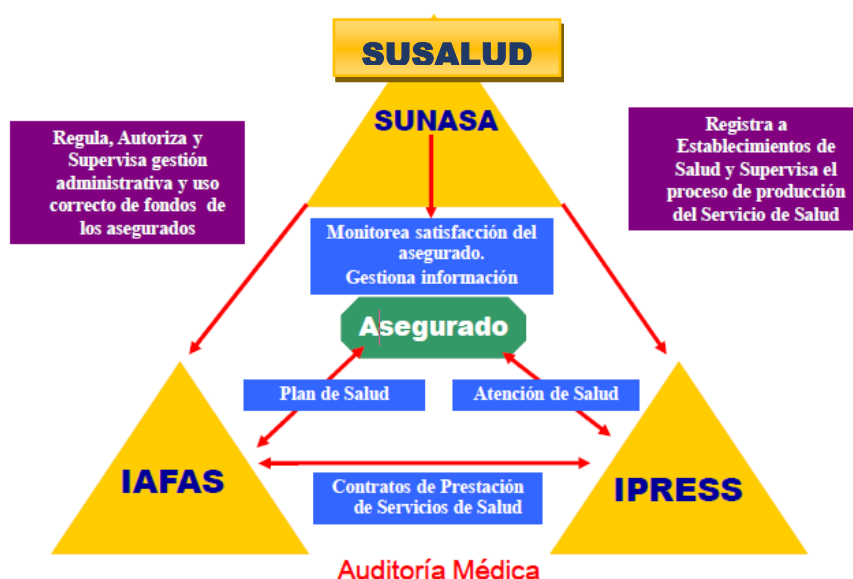 SUSALUD
SUNASA
Regula, Autoriza y
Supervisa gestión
administrativa y uso
correcto de fondos de
los asegurados
Registra a
Establecimientos de
Salud y Supervisa el
proceso de producción
del Servicio de Salud
Monitorea satisfacción del
asegurado.
Gestiona información
Asegurado
Plan de Salud
Atención de Salud
IAFAS
IPRESS
Contratos de Prestación
de Servicios de Salud
Auditoría Médica